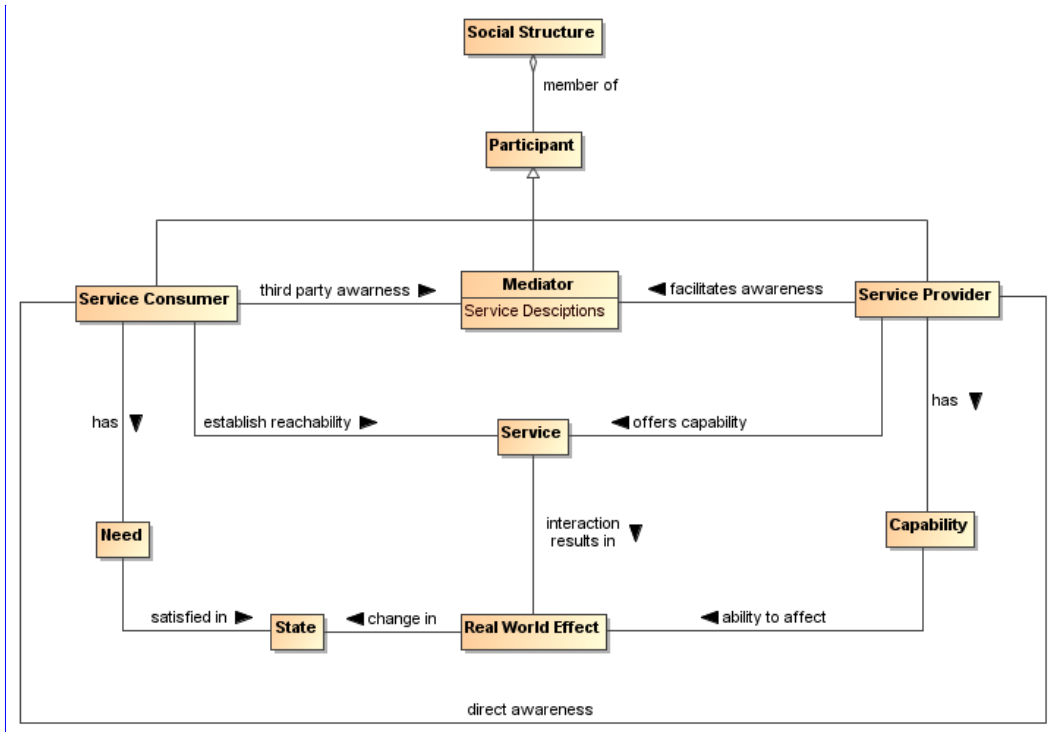 Social Structure
member of
Participant
Service Consumer
third party awarness
Mediator
Service Desciptions
facilitates awareness
Service Provider
has
establish reachability
Service
offers capability
has
Need
interaction
results in
Capability
satisfied in
State
change in
Real World Effect
ability to affect
direct awareness